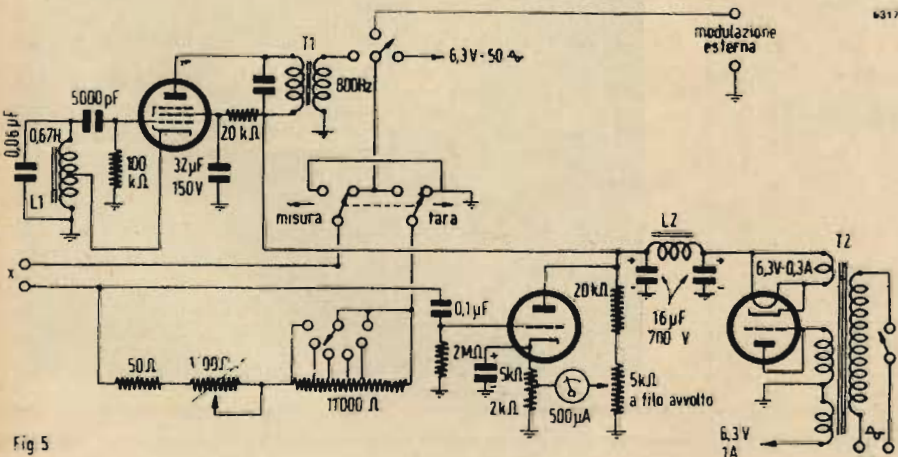 6317
modulazione
esterna
T1
6,3V-50
800Hz
5000pF
0,06µF
0,67H
L1
100
kΩ
20 kΩ
32µF
150V
misura
tara
L2
T2
6,3V-0,3A
16µF
700 V
x
0,1µF
20kΩ
2MΩ
5kΩ
2kΩ
500µA
5kΩ
a filo avvolto
50Ω
11000 Ω
6,3V
1A
Fig. 5